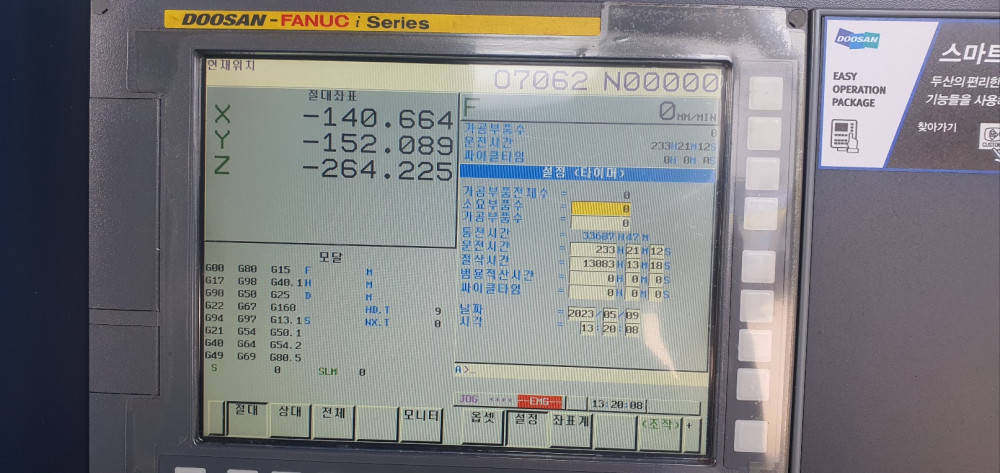 DOOSAN-FANUC i Series
현재위치
O7062 N00000
절대좌표
X -140.664
Y -152.089
Z -264.225
F 0 MM/MIN
가공부품수 0
운전시간 233H21M12S
싸이클타임 0H 0M 0S
설정 (타이머)
가공부품전체수 = 0
소요부품수 = 0
가공부품수 = 0
통전시간 = 33687H47M
운전시간 = 233H21M12S
절삭시간 = 13083H13M18S
범용적산시간 = 0H 0M 0S
싸이클타임 = 0H 0M 0S
날짜 = 2023/05/09
시각 = 13:20:08
모달
G00 G80 G15 F M
G17 G98 G40.1 H M
G90 G50 G25 D M
G22 G67 G160 HD.T 9
G94 G97 G13.1 S NX.T 0
G21 G54 G50.1
G40 G64 G54.2
G49 G69 G80.5
S 0 SLM 0
A>_
JOG **** --EMG-- 13:20:08
절대 상대 전체 모니터 옵셋 설정 좌표계 (조작) +
DOOSAN
EASY
OPERATION
PACKAGE
스마트
두산의 편리한
기능들을 사용
찾아가기